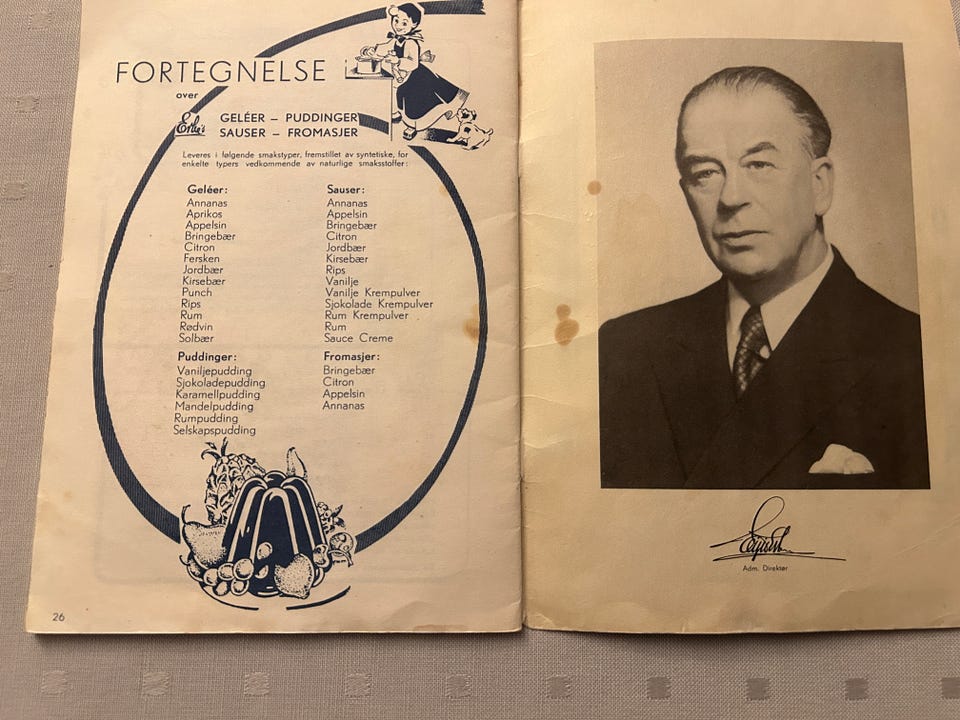 FORTEGNELSE
over
Erbe's GELÉER – PUDDINGER
SAUSER – FROMASJER
Leveres i følgende smakstyper, fremstillet av syntetiske, for
enkelte typers vedkommende av naturlige smaksstoffer:
Geléer:
Annanas
Aprikos
Appelsin
Bringebær
Citron
Fersken
Jordbær
Kirsebær
Punch
Rips
Rum
Rødvin
Solbær
Puddinger:
Vaniljepudding
Sjokoladepudding
Karamellpudding
Mandelpudding
Rumpudding
Selskapspudding
Sauser:
Annanas
Appelsin
Bringebær
Citron
Jordbær
Kirsebær
Rips
Vanilje
Vanilje Krempulver
Sjokolade Krempulver
Rum Krempulver
Rum
Sauce Creme
Fromasjer:
Bringebær
Citron
Appelsin
Annanas
26
Adm. Direktør